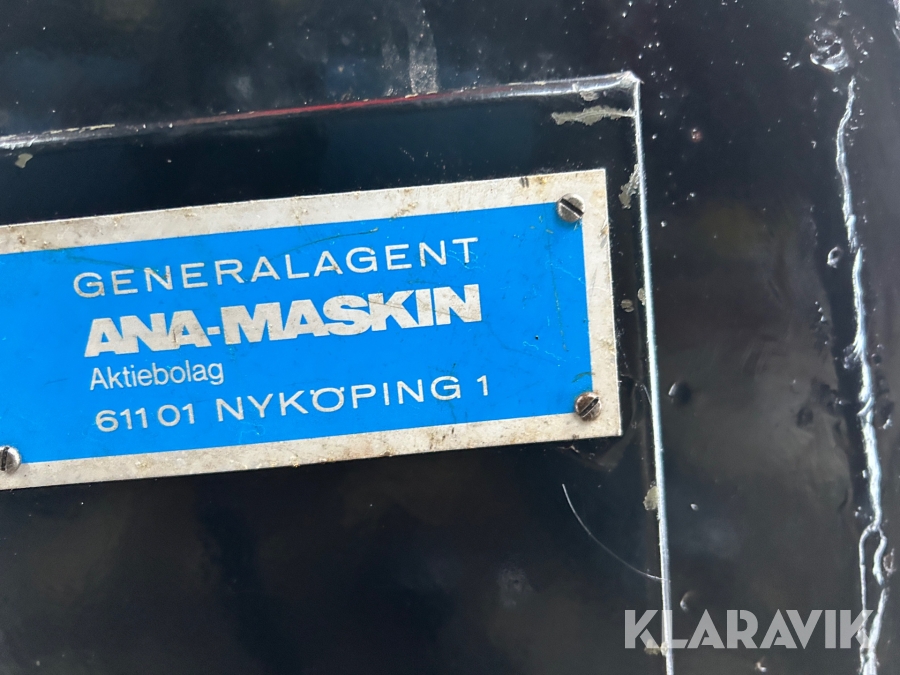 GENERALAGENT
ANA-MASKIN
Aktiebolag
611 01 NYKÖPING 1
KLARAVIK